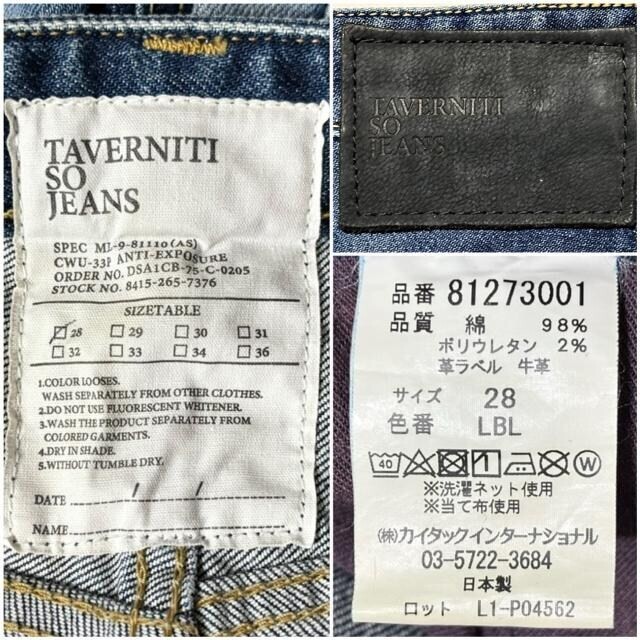 TAVERNITI
SO
JEANS
SPEC ML-9-81110(AS)
CWU-33P ANTI-EXPOSURE
ORDER NO. DSA1CB-75-C-0205
STOCK NO. 8415-265-7376
SIZETABLE
28 29 30 31
32 33 34 36
1.COLOR LOOSES.
WASH SEPARATELY FROM OTHER CLOTHES.
2.DO NOT USE FLUORESCENT WHITENER.
3.WASH THE PRODUCT SEPARATELY FROM
COLORED GARMENTS.
4.DRY IN SHADE.
5.WITHOUT TUMBLE DRY.
DATE / /
NAME
TAVERNITI
SO
JEANS
品番 81273001
品質 綿 98%
ポリウレタン 2%
革ラベル 牛革
サイズ 28
色番 LBL
40 W
※洗濯ネット使用
※当て布使用
㈱カイタックインターナショナル
03-5722-3684
日本製
ロット L1-P04562